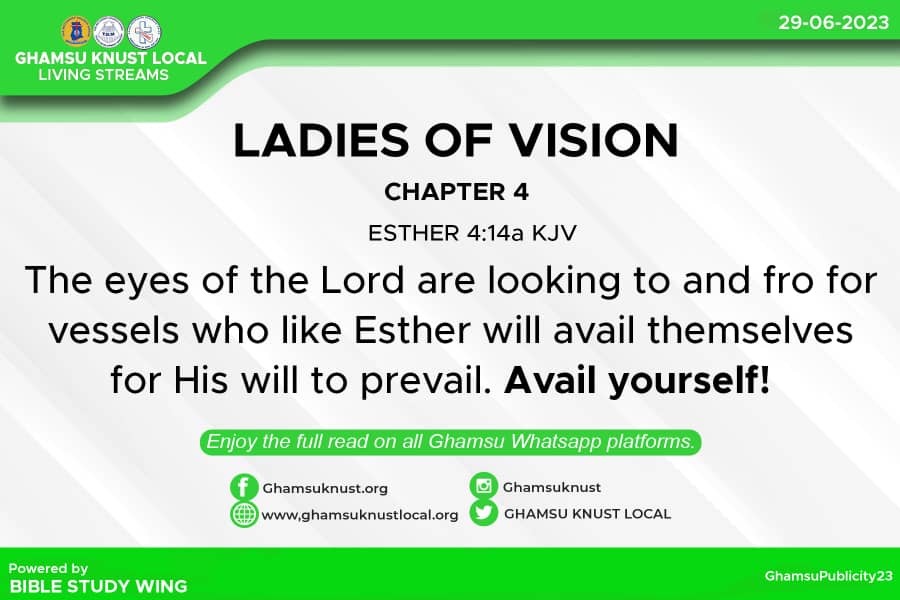 29-06-2023
GHAMSU KNUST LOCAL
LIVING STREAMS
LADIES OF VISION
CHAPTER 4
ESTHER 4:14a KJV
The eyes of the Lord are looking to and fro for
vessels who like Esther will avail themselves
for His will to prevail. Avail yourself!
Enjoy the full read on all Ghamsu Whatsapp platforms.
Ghamsuknust.org
Ghamsuknust
www,ghamsuknustlocal.org
GHAMSU KNUST LOCAL
Powered by
BIBLE STUDY WING
GhamsuPublicity23